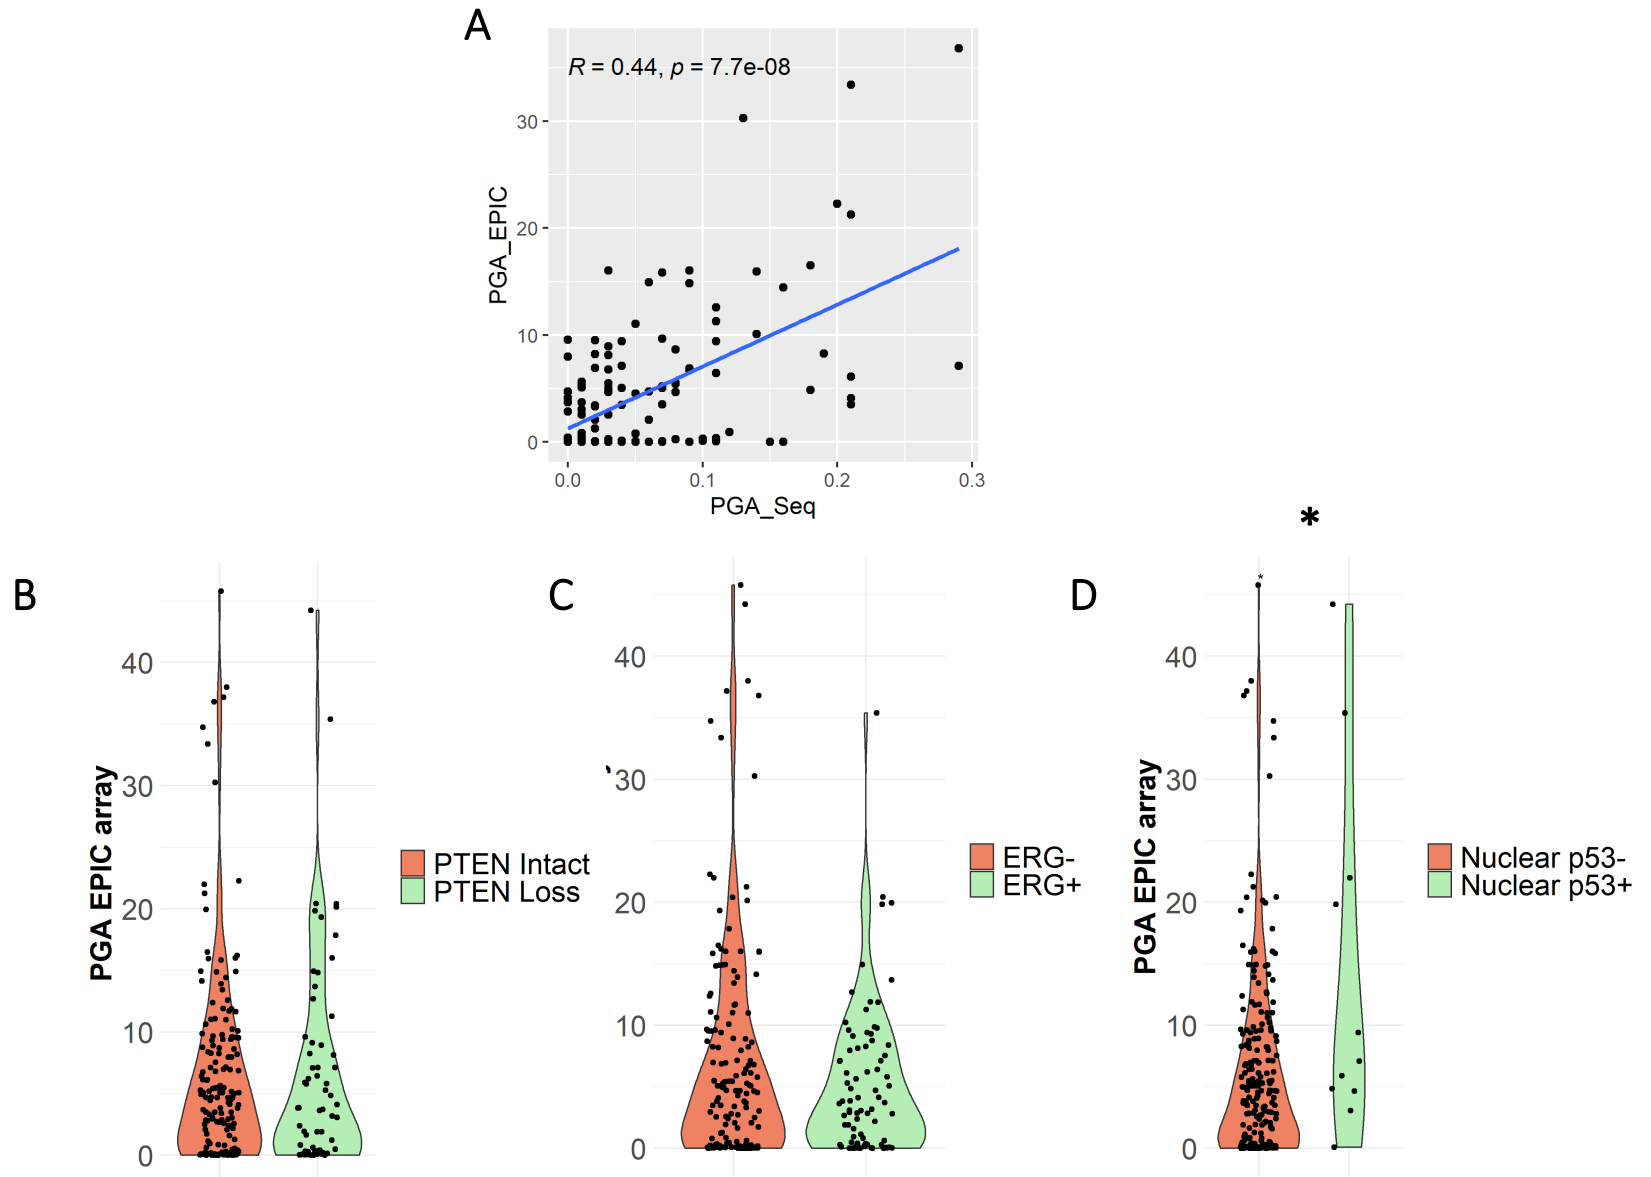 A
R = 0.44, p = 7.7e-08
30
20
10
0
PGA_EPIC
0.0 0.1 0.2 0.3
PGA_Seq
*
B
40
30
20
10
0
PGA EPIC array
PTEN Intact
PTEN Loss
C
40
30
20
10
0
ERG-
ERG+
D
*
40
30
20
10
0
PGA EPIC array
Nuclear p53-
Nuclear p53+